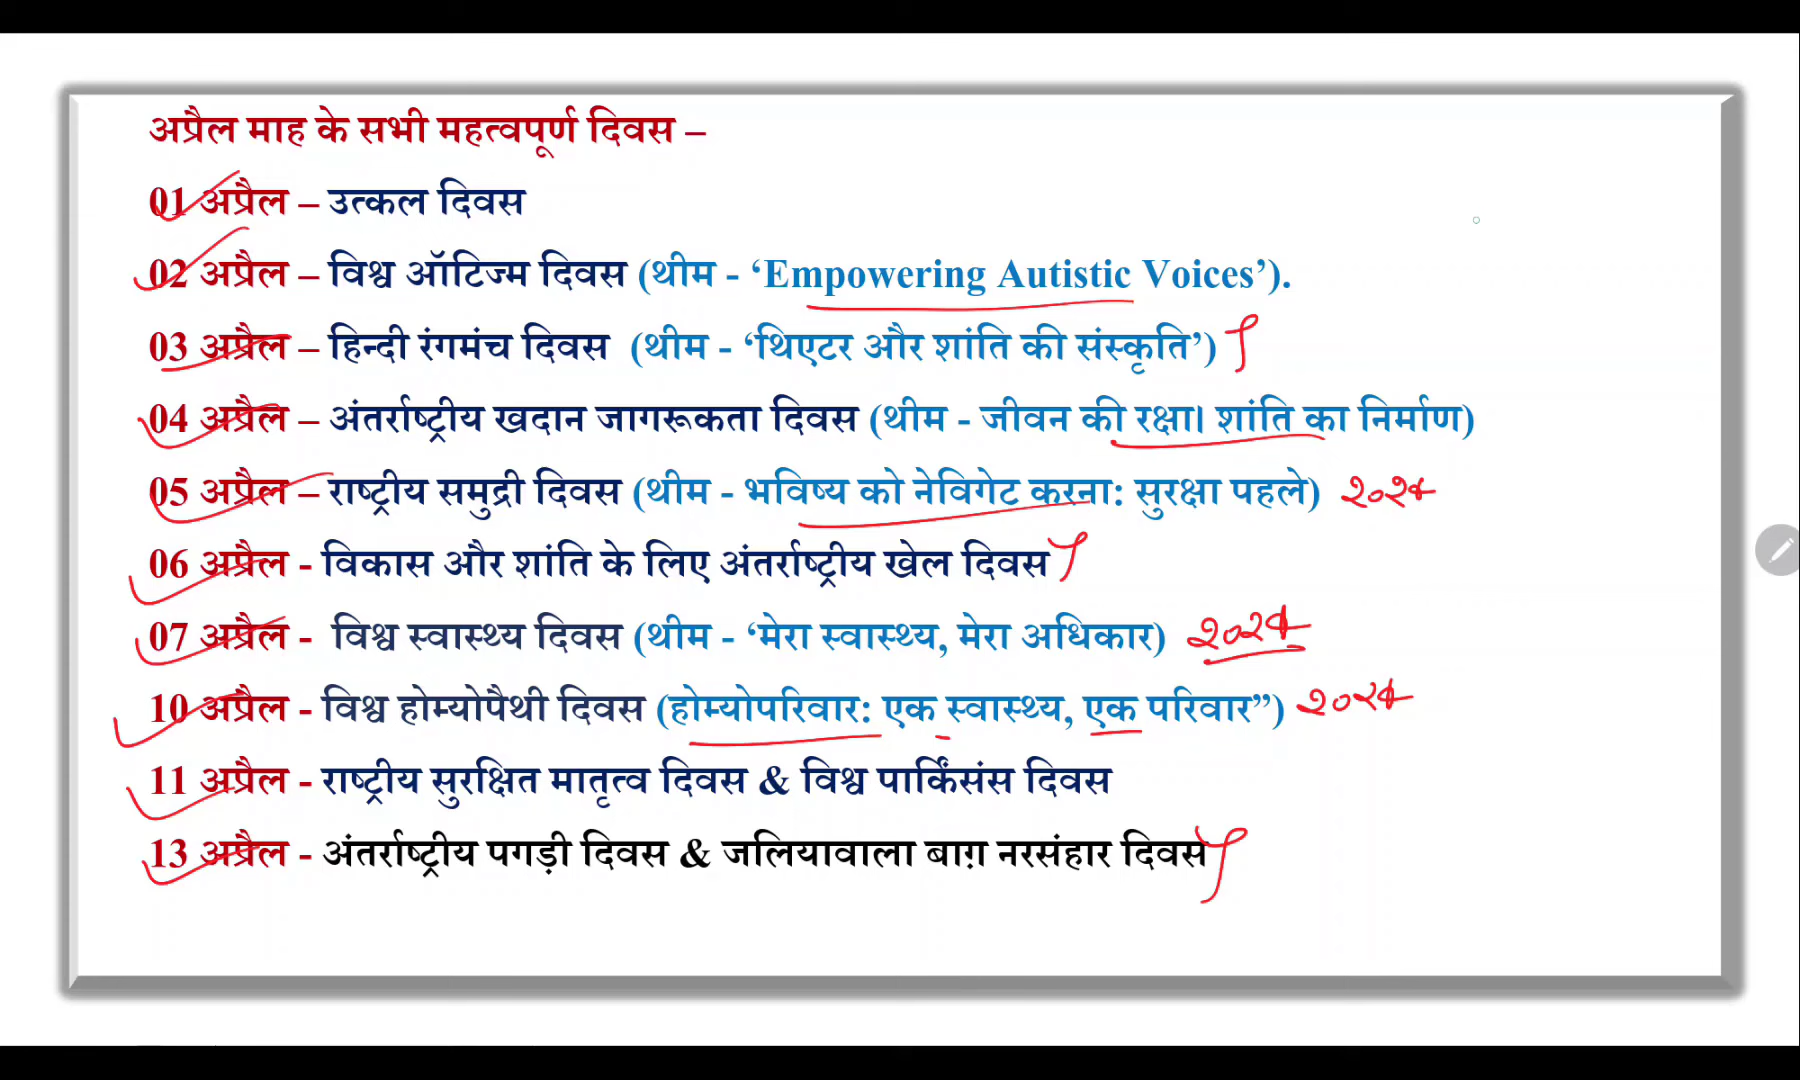 अप्रैल माह के सभी महत्वपूर्ण दिवस –
01 अप्रैल – उत्कल दिवस
02 अप्रैल – विश्व ऑटिज्म दिवस (थीम - ‘Empowering Autistic Voices’).
03 अप्रैल – हिन्दी रंगमंच दिवस (थीम - ‘थिएटर और शांति की संस्कृति’)
04 अप्रैल – अंतर्राष्ट्रीय खदान जागरूकता दिवस (थीम - जीवन की रक्षा। शांति का निर्माण)
05 अप्रैल – राष्ट्रीय समुद्री दिवस (थीम - भविष्य को नेविगेट करना: सुरक्षा पहले) 2024
06 अप्रैल - विकास और शांति के लिए अंतर्राष्ट्रीय खेल दिवस
07 अप्रैल - विश्व स्वास्थ्य दिवस (थीम - ‘मेरा स्वास्थ्य, मेरा अधिकार) 2024
10 अप्रैल - विश्व होम्योपैथी दिवस (होम्योपरिवार: एक स्वास्थ्य, एक परिवार”) 2024
11 अप्रैल - राष्ट्रीय सुरक्षित मातृत्व दिवस & विश्व पार्किंसंस दिवस
13 अप्रैल - अंतर्राष्ट्रीय पगड़ी दिवस & जलियावाला बाग़ नरसंहार दिवस